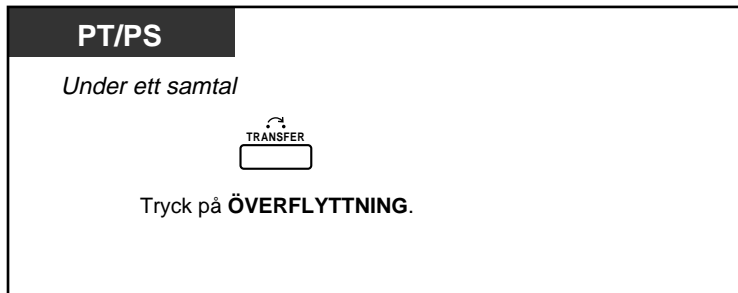 PT/PS
Under ett samtal
TRANSFER
Tryck på ÖVERFLYTTNING.